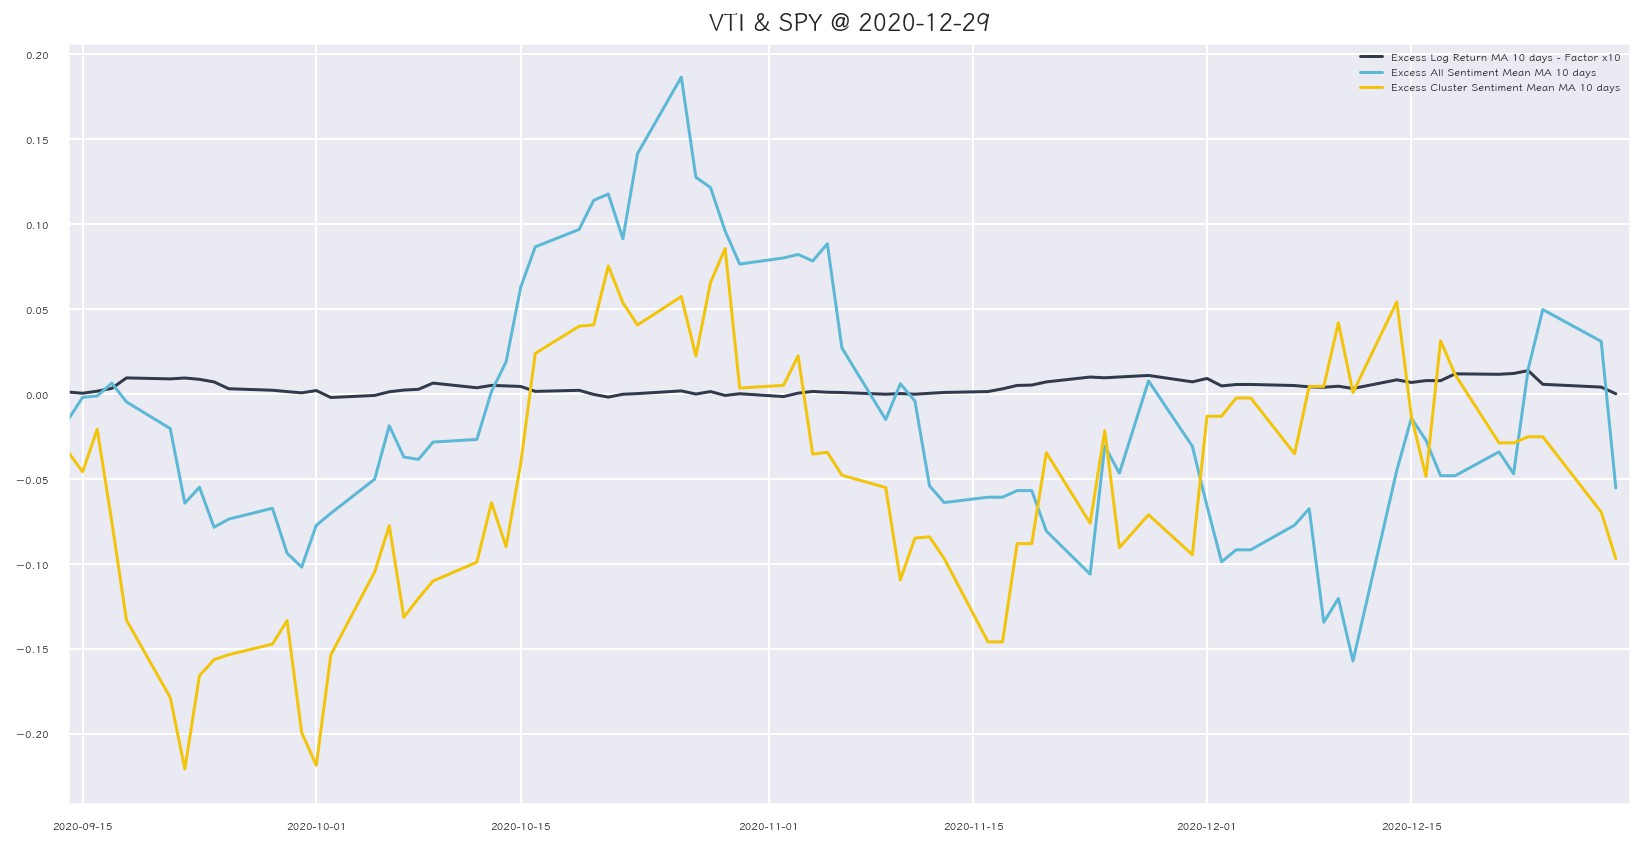 VTI & SPY @ 2020-12-29
Excess Log Return MA 10 days - Factor x10
Excess All Sentiment Mean MA 10 days
Excess Cluster Sentiment Mean MA 10 days
0.20
0.15
0.10
0.05
0.00
−0.05
−0.10
−0.15
−0.20
2020-09-15 2020-10-01 2020-10-15 2020-11-01 2020-11-15 2020-12-01 2020-12-15